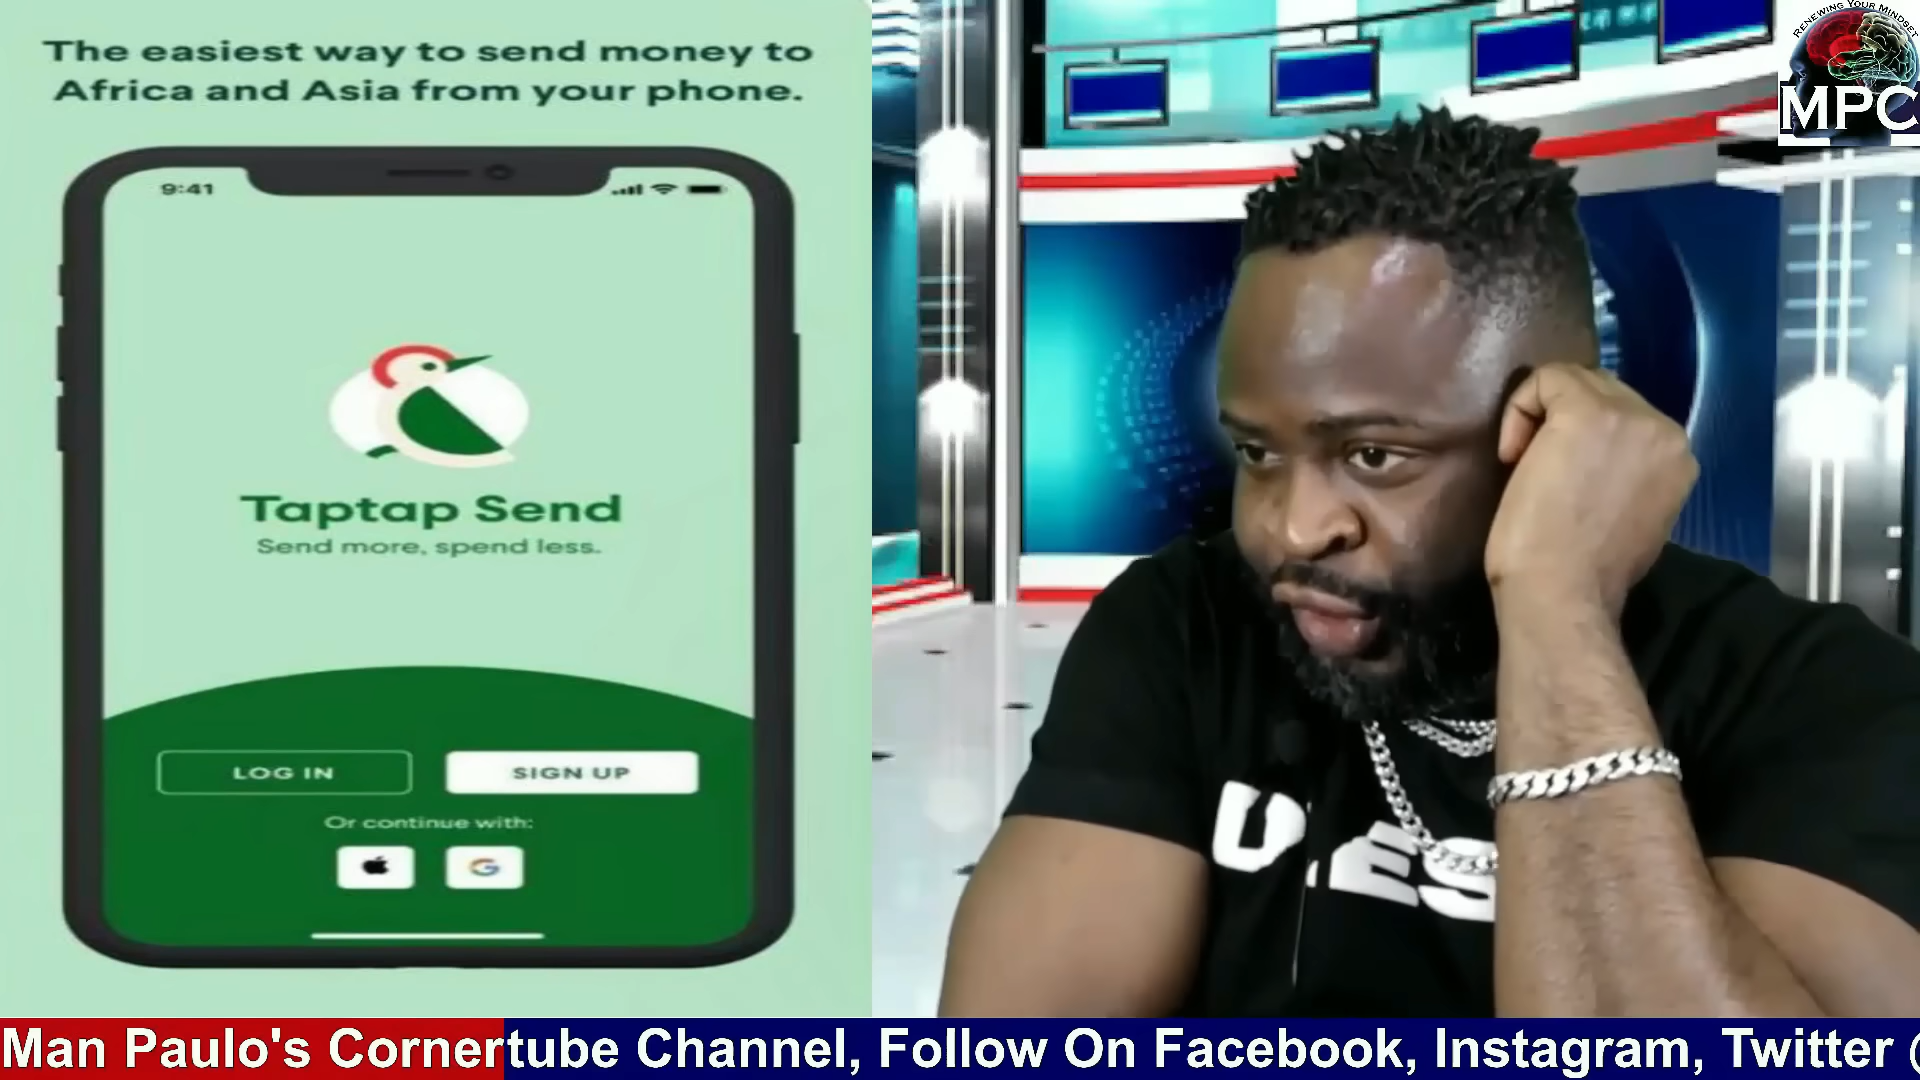 The easiest way to send money to
Africa and Asia from your phone.
9:41
Taptap Send
Send more, spend less.
LOG IN
SIGN UP
Or continue with:
RENEWING YOUR MINDSET
MPC
Man Paulo's Corner
tube Channel, Follow On Facebook, Instagram, Twitter